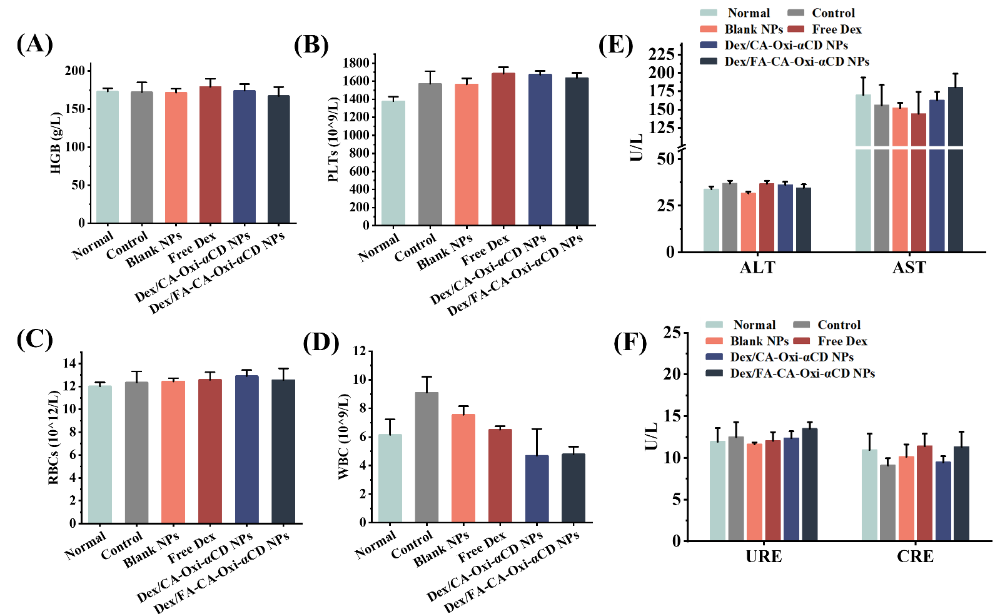 (A)
HGB (g/L)
200
150
100
50
0
Normal
Control
Blank NPs
Free Dex
Dex/CA-Oxi-αCD NPs
Dex/FA-CA-Oxi-αCD NPs
(B)
PLTs (10^9/L)
1800
1600
1400
1200
1000
800
600
400
200
0
Normal
Control
Blank NPs
Free Dex
Dex/CA-Oxi-αCD NPs
Dex/FA-CA-Oxi-αCD NPs
(E)
Normal
Control
Blank NPs
Free Dex
Dex/CA-Oxi-αCD NPs
Dex/FA-CA-Oxi-αCD NPs
U/L
225
200
175
150
125
50
25
0
ALT
AST
(C)
RBCs (10^12/L)
14
12
10
8
6
4
2
0
Normal
Control
Blank NPs
Free Dex
Dex/CA-Oxi-αCD NPs
Dex/FA-CA-Oxi-αCD NPs
(D)
WBC (10^9/L)
12
10
8
6
4
2
0
Normal
Control
Blank NPs
Free Dex
Dex/CA-Oxi-αCD NPs
Dex/FA-CA-Oxi-αCD NPs
(F)
Normal
Control
Blank NPs
Free Dex
Dex/CA-Oxi-αCD NPs
Dex/FA-CA-Oxi-αCD NPs
U/L
25
20
15
10
5
0
URE
CRE